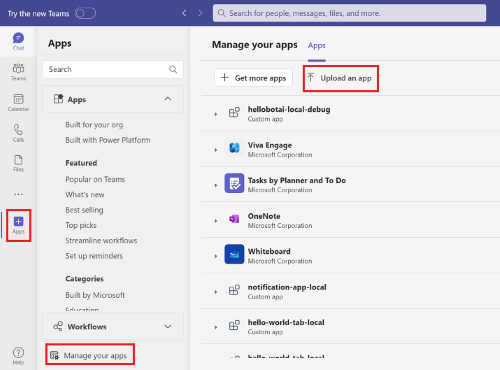 Try the new Teams
Search for people, messages, files, and more.
Chat
Teams
Calendar
Calls
Files
Apps
Help
Apps
Search
Apps
Built for your org
Built with Power Platform
Featured
Popular on Teams
What's new
Best selling
Top picks
Streamline workflows
Set up reminders
Categories
Built by Microsoft
Education
Workflows
Manage your apps
Manage your apps Apps
Get more apps
Upload an app
hellobotai-local-debug
Custom app
Viva Engage
Microsoft Corporation
Tasks by Planner and To Do
Microsoft Corporation
OneNote
Microsoft Corporation
Whiteboard
Microsoft Corporation
notification-app-local
Custom app
hello-world-tab-local
Custom app
hello-world-tab-local